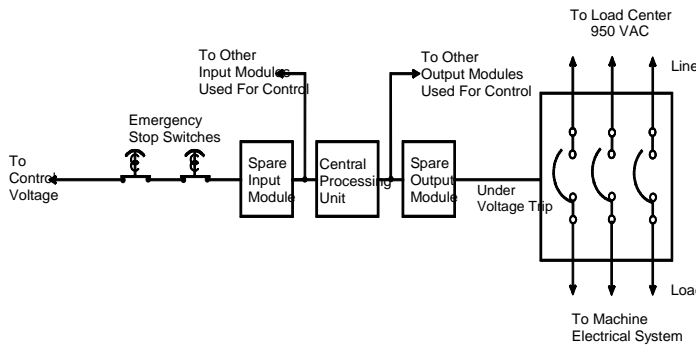 To Load Center
950 VAC
To Other
Input Modules
Used For Control
To Other
Output Modules
Used For Control
Line
Emergency
Stop Switches
To
Control
Voltage
Spare
Input
Module
Central
Processing
Unit
Spare
Output
Module
Under
Voltage Trip
Load
To Machine
Electrical System